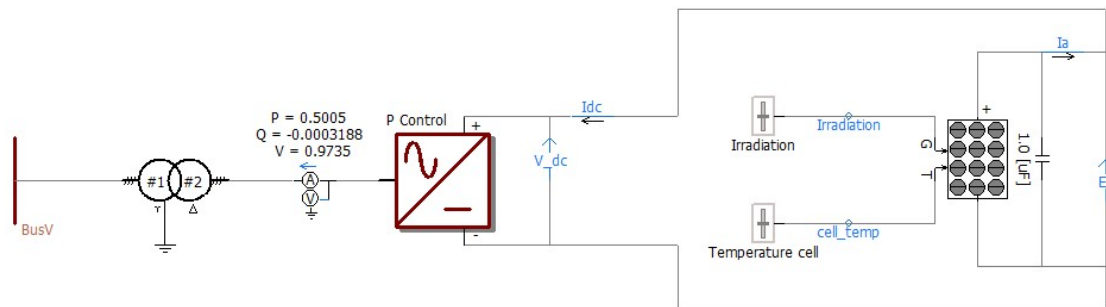 P = 0.5005
Q = -0.0003188
V = 0.9735
P Control
#1
#2
A
V
BusV
+
-
Idc
V_dc
Irradiation
Irradiation
Temperature cell
cell_temp
G
T
+
1.0 [uF]
Ia
E